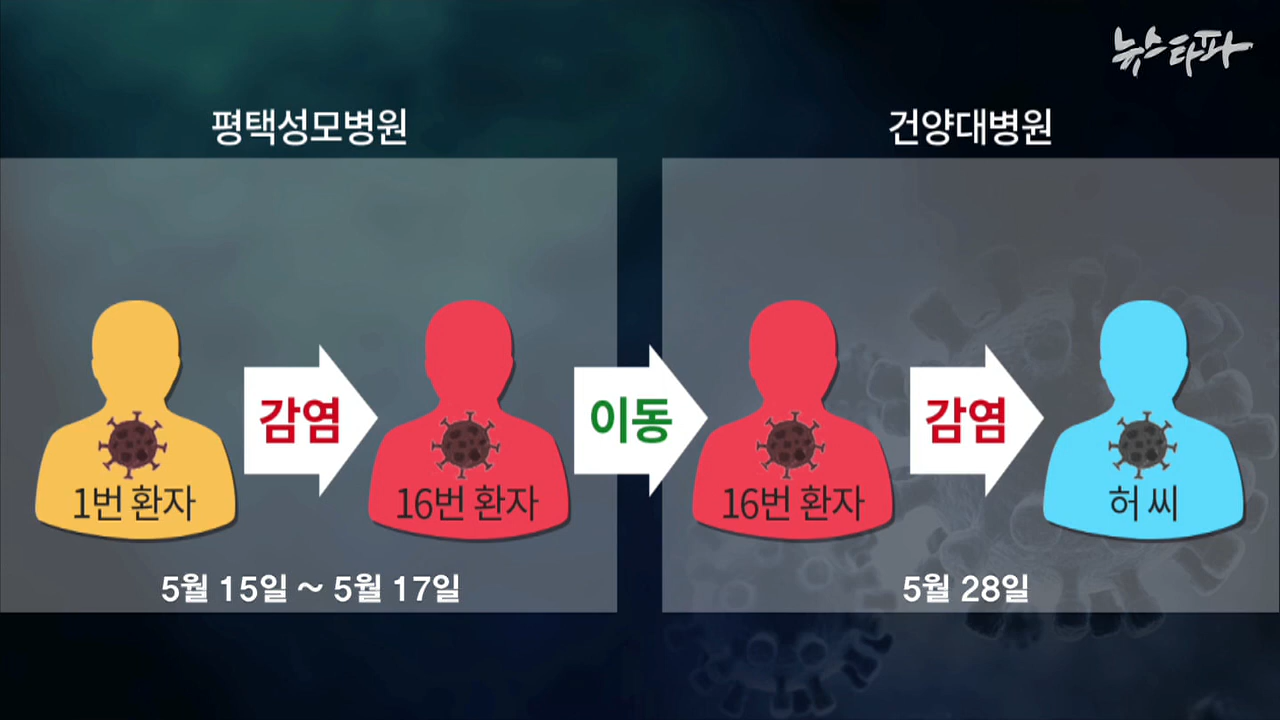 뉴스타파
평택성모병원
건양대병원
감염
이동
감염
1번 환자
16번 환자
16번 환자
허 씨
5월 15일 ~ 5월 17일
5월 28일